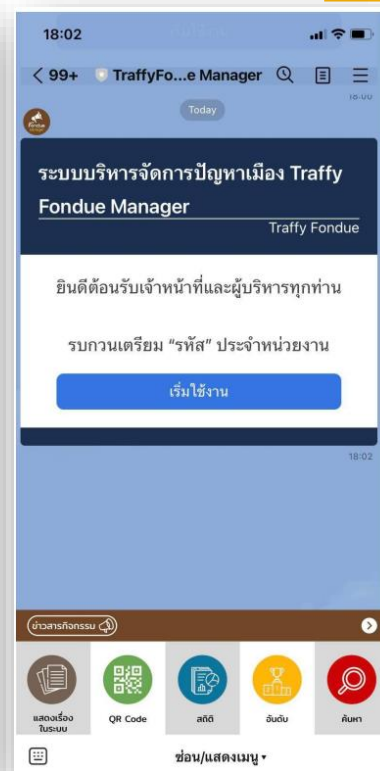 18:02
99+ TraffyFo...e Manager
18:00
Today
ระบบบริหารจัดการปัญหาเมือง Traffy
Fondue Manager
Traffy Fondue
ยินดีต้อนรับเจ้าหน้าที่และผู้บริหารทุกท่าน
รบกวนเตรียม “รหัส” ประจำหน่วยงาน
เริ่มใช้งาน
18:02
ข่าวสารกิจกรรม
แสดงเรื่อง
ในระบบ
QR Code
สถิติ
อันดับ
ค้นหา
ซ่อน/แสดงเมนู